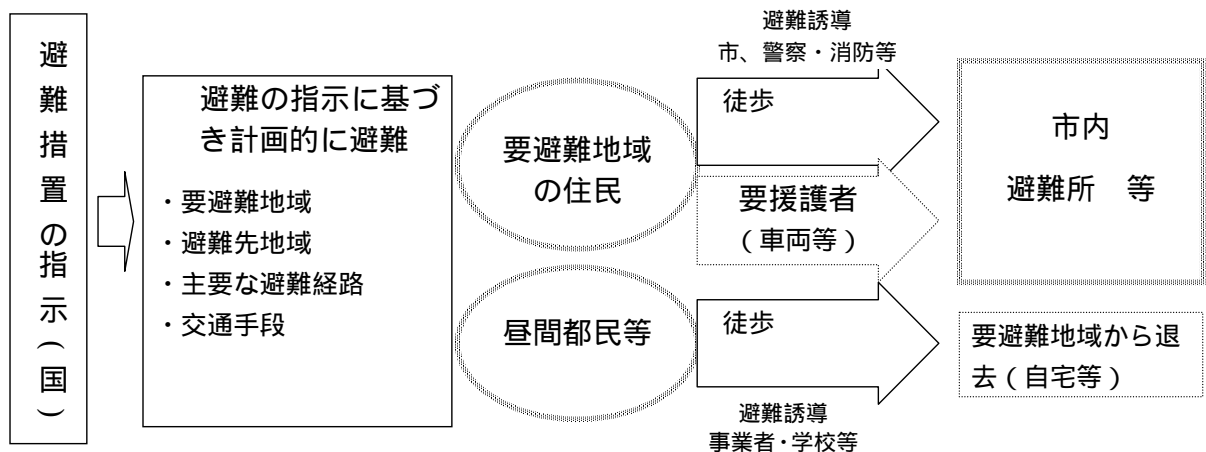 避難措置の指示(国)
避難の指示に基づ
き計画的に避難
・要避難地域
・避難先地域
・主要な避難経路
・交通手段
要避難地域
の住民
昼間都民等
避難誘導
市、警察・消防等
徒歩
要援護者
(車両等)
徒歩
避難誘導
事業者・学校等
市内
避難所 等
要避難地域から退
去(自宅等)